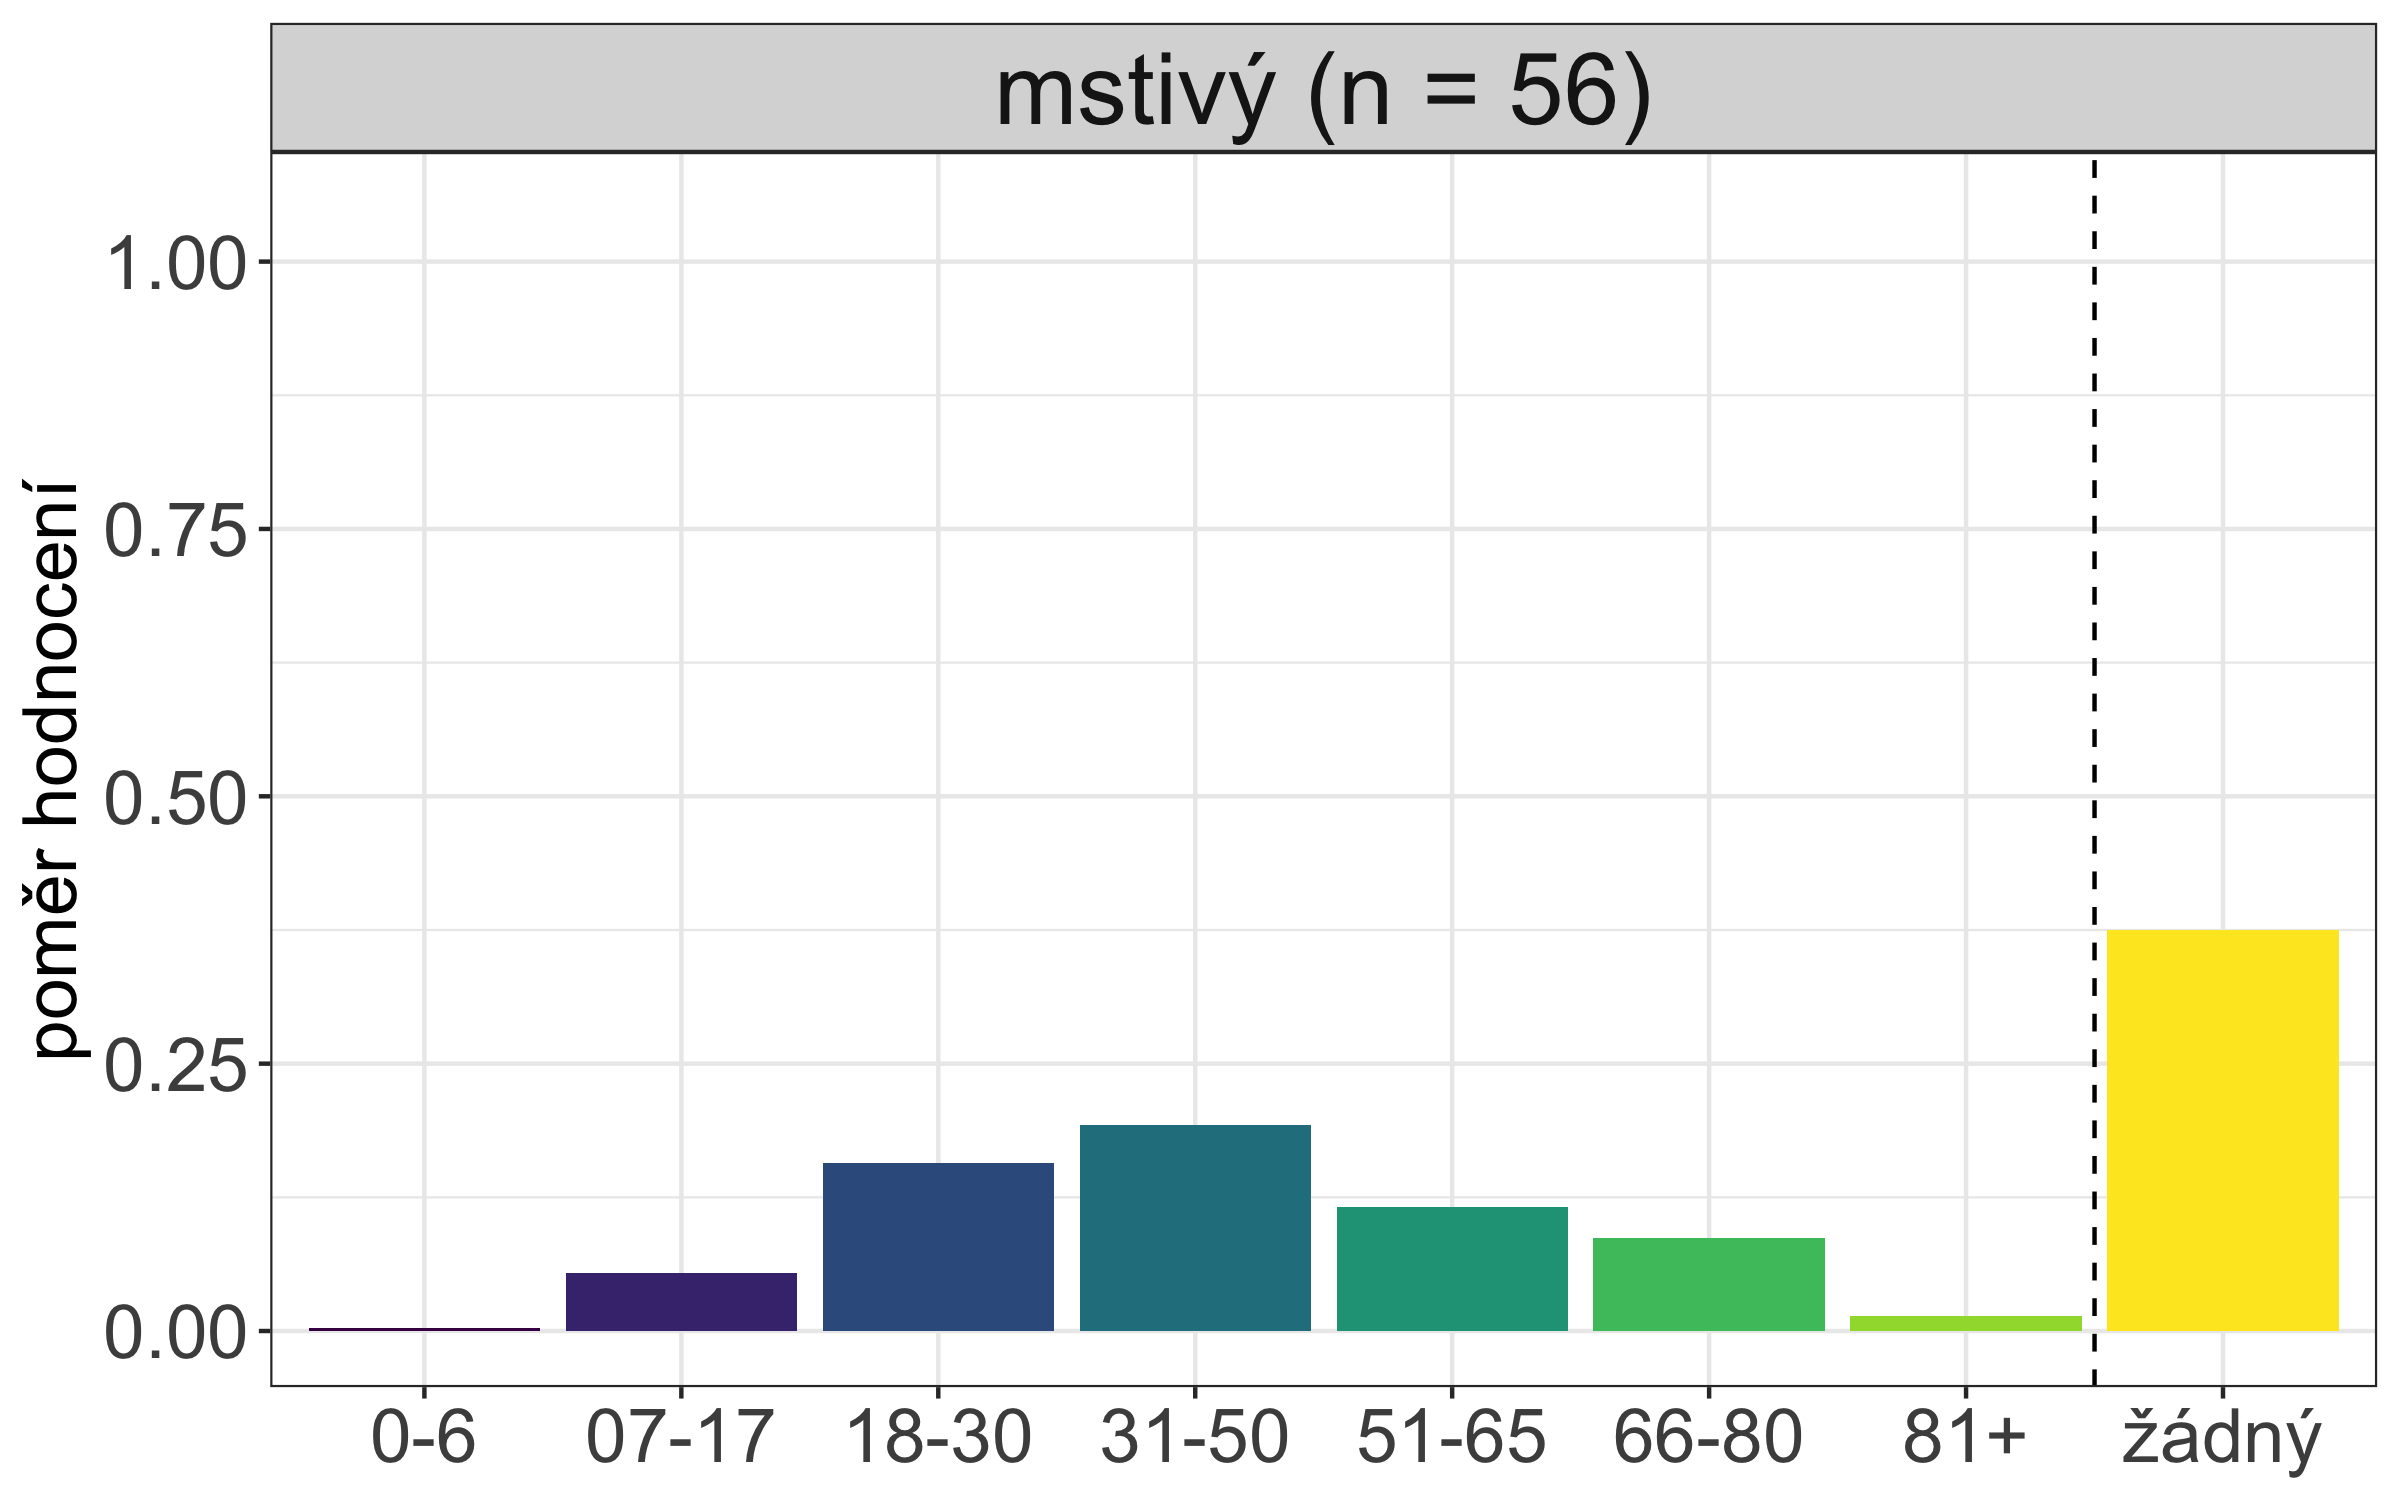 mstivý (n = 56)
poměr hodnocení
1.00
0.75
0.50
0.25
0.00
0-6 07-17 18-30 31-50 51-65 66-80 81+ žádný